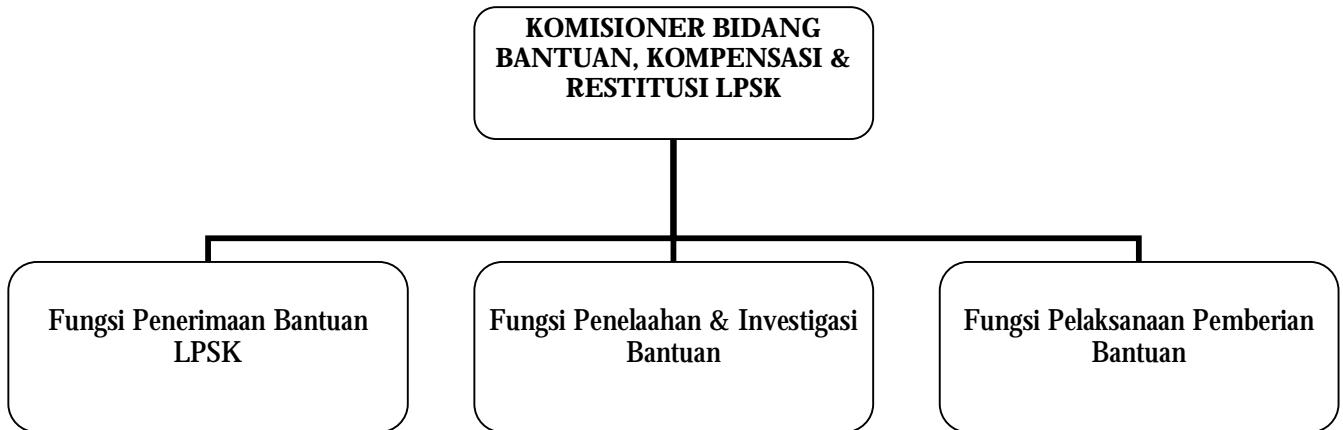 KOMISIONER BIDANG
BANTUAN, KOMPENSASI &
RESTITUSI LPSK
Fungsi Penerimaan Bantuan
LPSK
Fungsi Penelaahan & Investigasi
Bantuan
Fungsi Pelaksanaan Pemberian
Bantuan